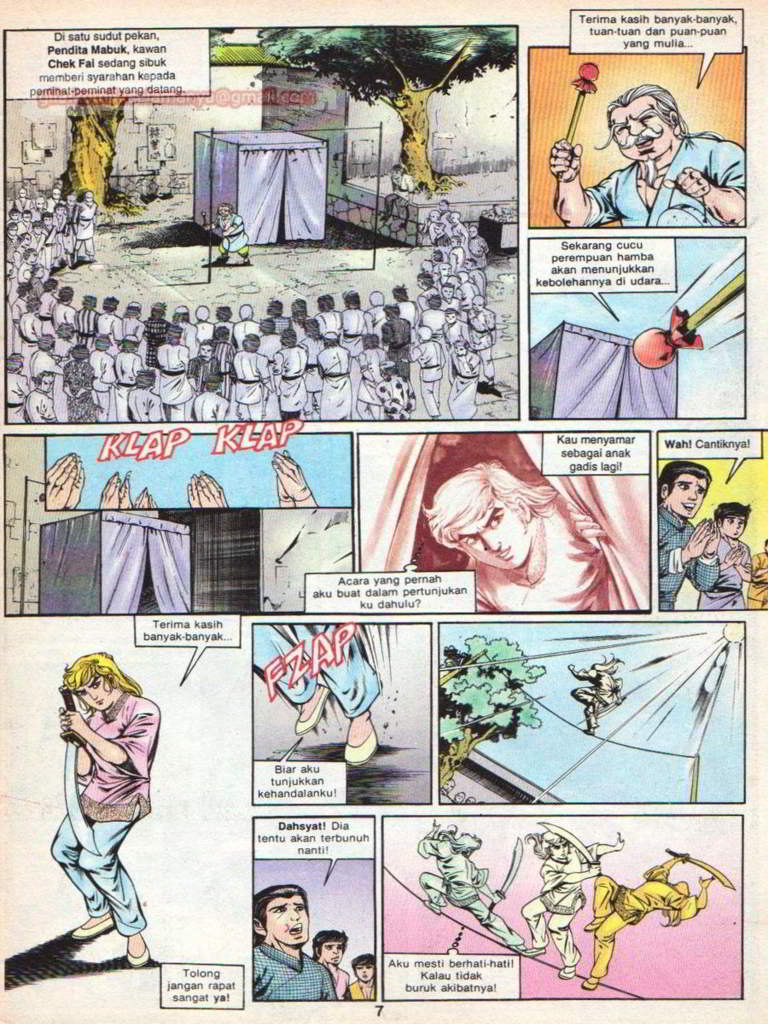 Di satu sudut pekan,
Pendita Mabuk, kawan
Chek Fai sedang sibuk
memberi syarahan kepada
peminat-peminat yang datang.
@gmail.com
Terima kasih banyak-banyak,
tuan-tuan dan puan-puan
yang mulia...
Sekarang cucu
perempuan hamba
akan menunjukkan
kebolehannya di udara...
KLAP KLAP
Kau menyamar
sebagai anak
gadis lagi!
Acara yang pernah
aku buat dalam pertunjukan
ku dahulu?
Wah! Cantiknya!
Terima kasih
banyak-banyak...
Tolong
jangan rapat
sangat ya!
FZAP
Biar aku
tunjukkan
kehandalanku!
Dahsyat! Dia
tentu akan terbunuh
nanti!
Aku mesti berhati-hati!
Kalau tidak
buruk akibatnya!
7